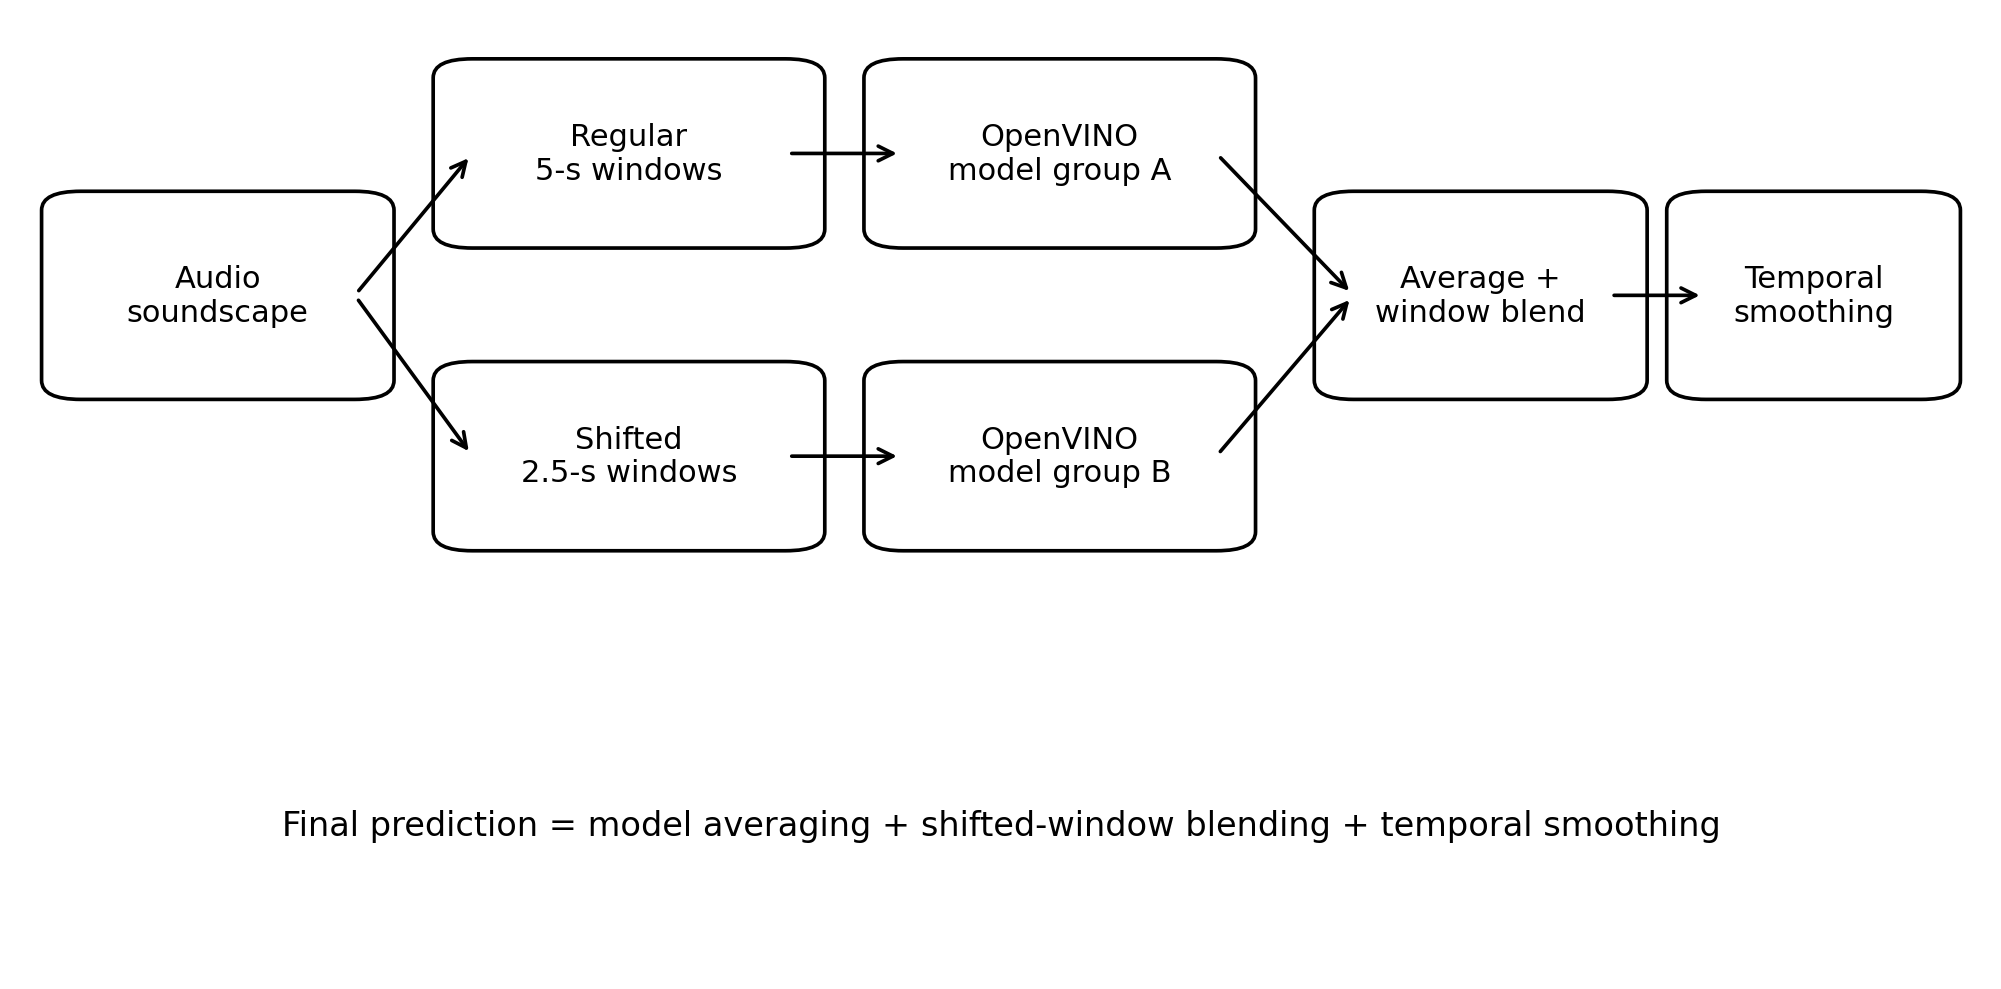 Regular
5-s windows
OpenVINO
model group A
Audio
soundscape
Average +
window blend
Temporal
smoothing
Shifted
2.5-s windows
OpenVINO
model group B
Final prediction = model averaging + shifted-window blending + temporal smoothing